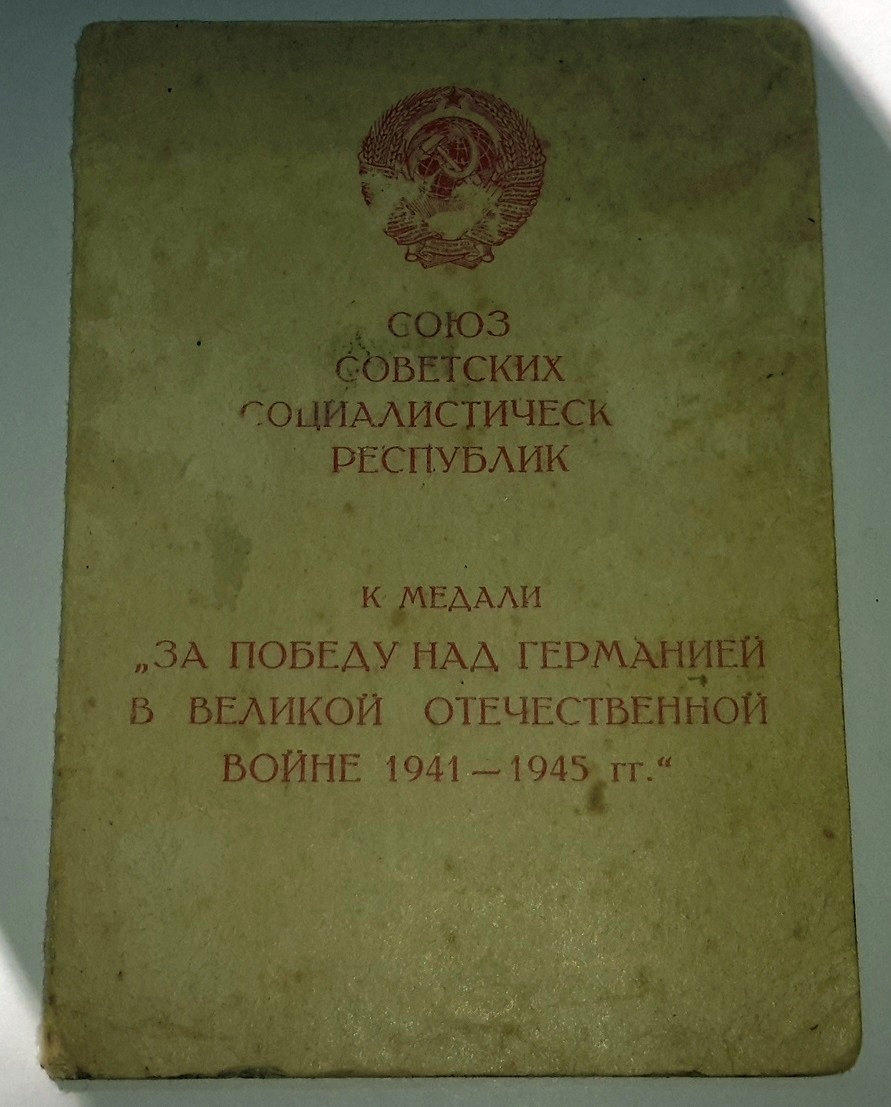 СОЮЗ
СОВЕТСКИХ
СОЦИАЛИСТИЧЕСК
РЕСПУБЛИК
К МЕДАЛИ
„ЗА ПОБЕДУ НАД ГЕРМАНИЕЙ
В ВЕЛИКОЙ ОТЕЧЕСТВЕННОЙ
ВОЙНЕ 1941 — 1945 гг.“